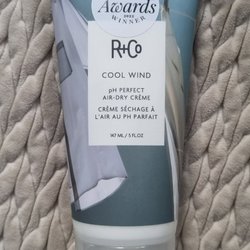 Awards
WINNER
R+Co
COOL WIND
pH PERFECT
AIR-DRY CRÈME
CRÈME SÉCHAGE À
L'AIR AU PH PARFAIT
147 ML / 5 FL OZ